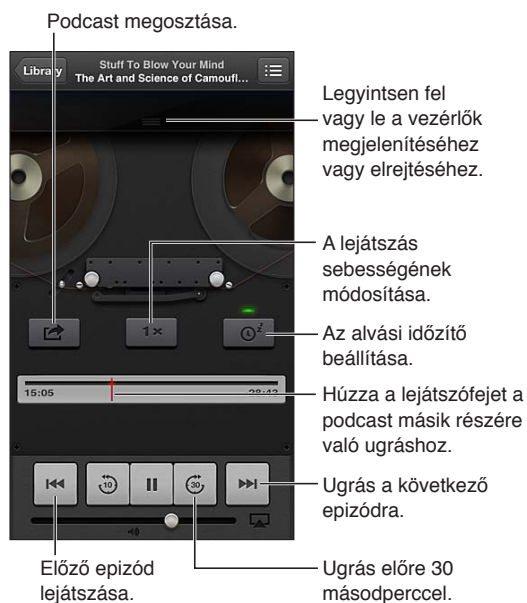 Podcast megosztása.
Library
Stuff To Blow Your Mind
The Art and Science of Camoufl...
Legyintsen fel
vagy le a vezérlők
megjelenítéséhez
vagy elrejtéséhez.
A lejátszás
sebességének
módosítása.
1×
z
Az alvási időzítő
beállítása.
15:05
28:43
Húzza a lejátszófejet a
podcast másik részére
való ugráshoz.
10
30
Ugrás a következő
epizódra.
Előző epizód
lejátszása.
Ugrás előre 30
másodperccel.